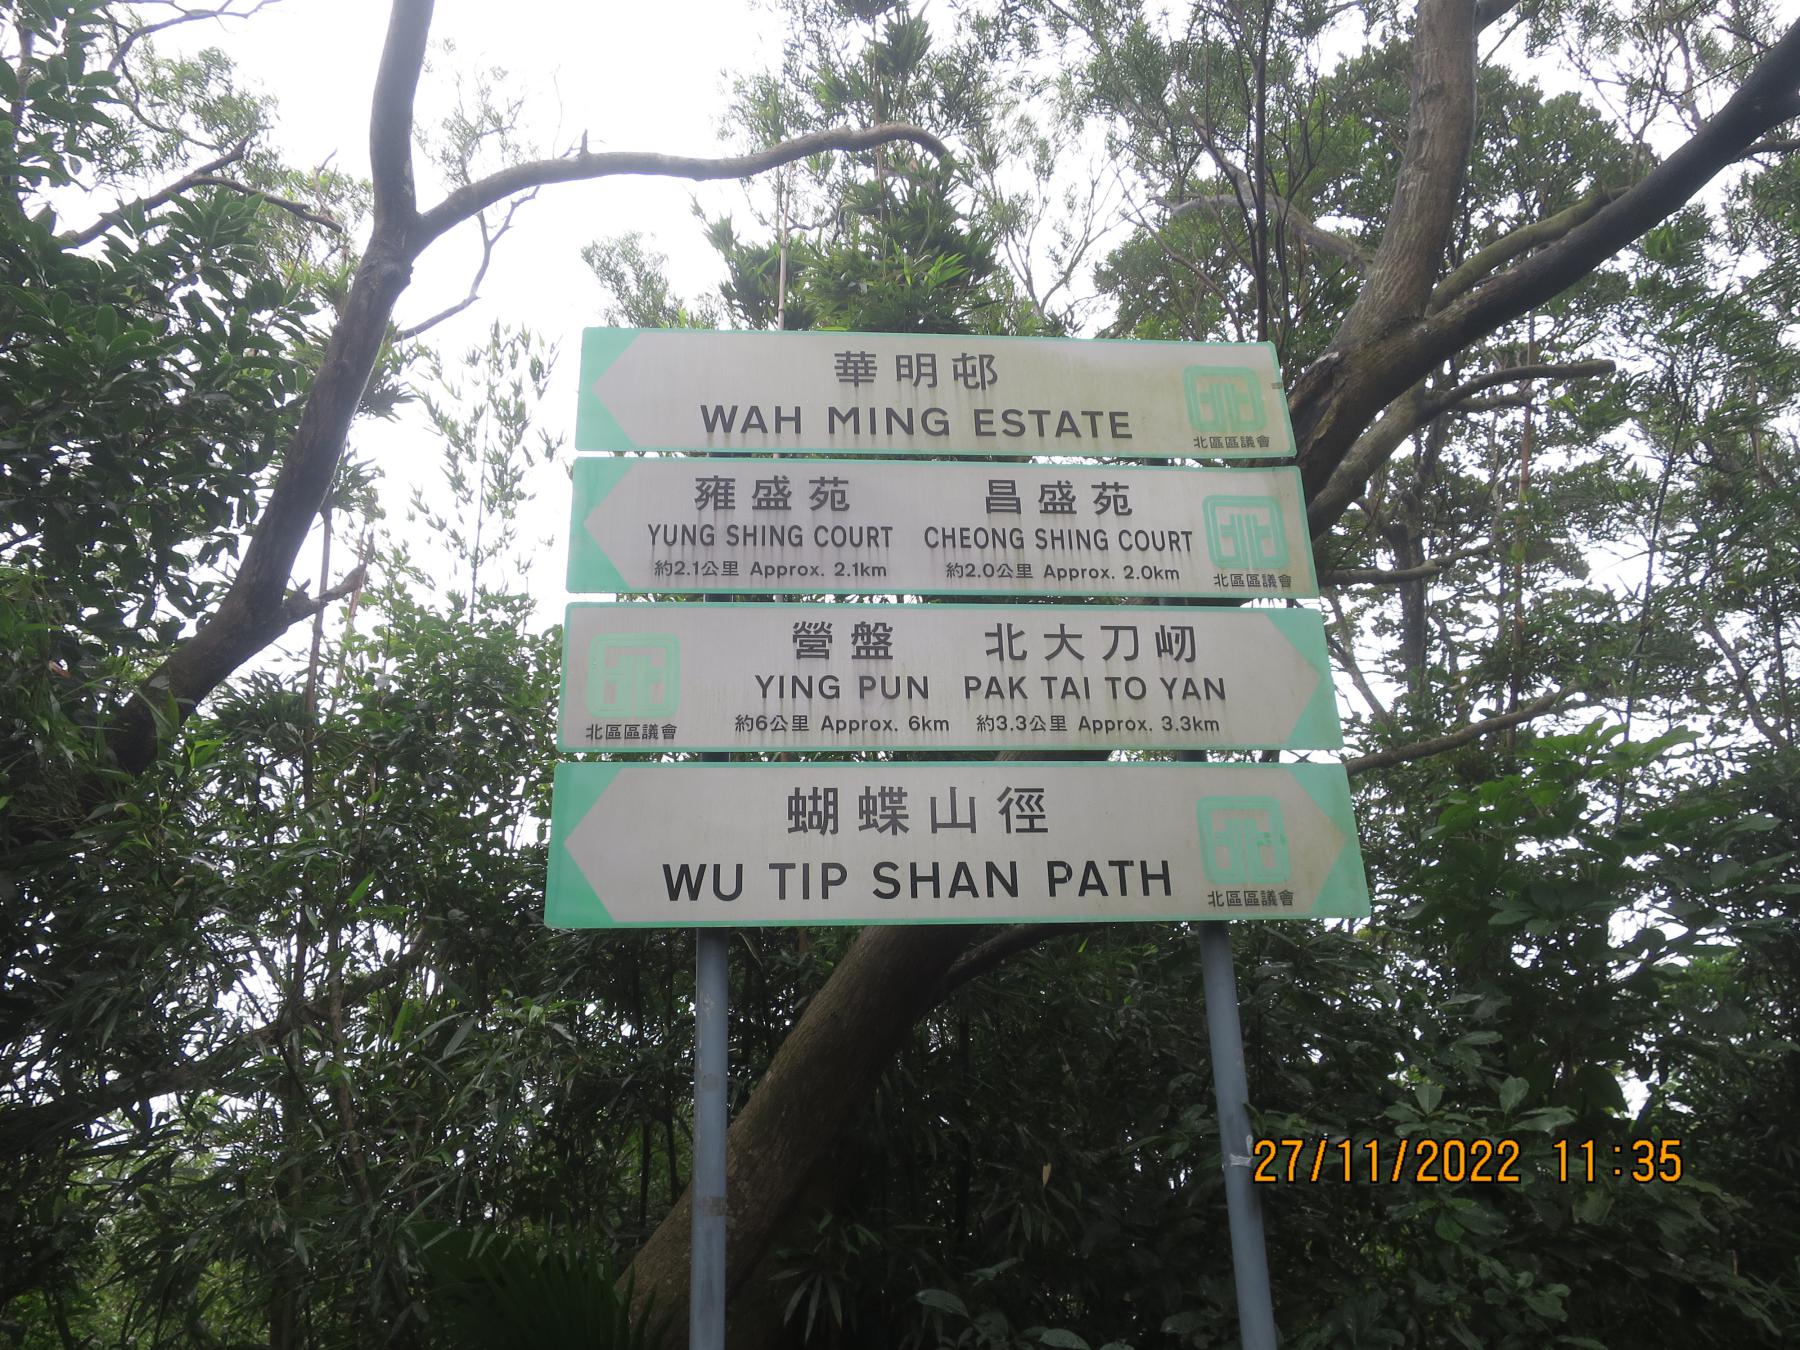 華明邨
WAH MING ESTATE
北區區議會
雍盛苑 昌盛苑
YUNG SHING COURT CHEONG SHING COURT
約2.1公里 Approx. 2.1km 約2.0公里 Approx. 2.0km
北區區議會
營盤 北大刀屻
YING PUN PAK TAI TO YAN
約6公里 Approx. 6km 約3.3公里 Approx. 3.3km
北區區議會
蝴蝶山徑
WU TIP SHAN PATH
北區區議會
27/11/2022 11:35